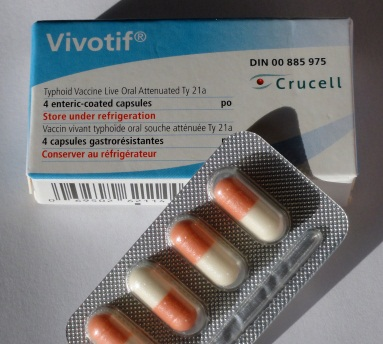 Vivotif®
DIN 00 885 975
Crucell
Typhoid Vaccine Live Oral Attenuated Ty 21a
4 enteric-coated capsules po
Store under refrigeration
Vaccin vivant typhoïde oral souche atténuée Ty 21a
4 capsules gastrorésistantes
Conserver au réfrigérateur